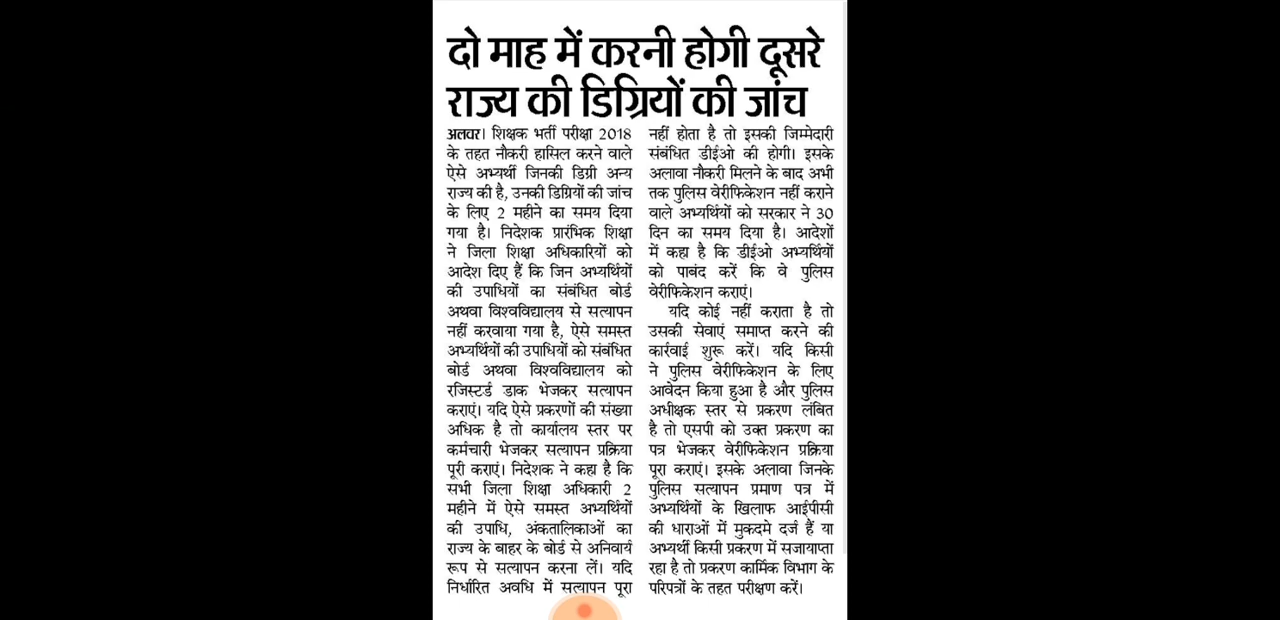 दो माह में करनी होगी दूसरे
राज्य की डिग्रियों की जांच
अलवर। शिक्षक भर्ती परीक्षा 2018
के तहत नौकरी हासिल करने वाले
ऐसे अभ्यर्थी जिनकी डिग्री अन्य
राज्य की है, उनकी डिग्रियों की जांच
के लिए 2 महीने का समय दिया
गया है। निदेशक प्रारंभिक शिक्षा
ने जिला शिक्षा अधिकारियों को
आदेश दिए हैं कि जिन अभ्यर्थियों
की उपाधियों का संबंधित बोर्ड
अथवा विश्वविद्यालय से सत्यापन
नहीं करवाया गया है, ऐसे समस्त
अभ्यर्थियों की उपाधियों को संबंधित
बोर्ड अथवा विश्वविद्यालय को
रजिस्टर्ड डाक भेजकर सत्यापन
कराएं। यदि ऐसे प्रकरणों की संख्या
अधिक है तो कार्यालय स्तर पर
कर्मचारी भेजकर सत्यापन प्रक्रिया
पूरी कराएं। निदेशक ने कहा है कि
सभी जिला शिक्षा अधिकारी 2
महीने में ऐसे समस्त अभ्यर्थियों
की उपाधि, अंकतालिकाओं का
राज्य के बाहर के बोर्ड से अनिवार्य
रूप से सत्यापन करना लें। यदि
निर्धारित अवधि में सत्यापन पूरा
नहीं होता है तो इसकी जिम्मेदारी
संबंधित डीईओ की होगी। इसके
अलावा नौकरी मिलने के बाद अभी
तक पुलिस वेरीफिकेशन नहीं कराने
वाले अभ्यर्थियों को सरकार ने 30
दिन का समय दिया है। आदेशों
में कहा है कि डीईओ अभ्यर्थियों
को पाबंद करें कि वे पुलिस
वेरीफिकेशन कराएं।
यदि कोई नहीं कराता है तो
उसकी सेवाएं समाप्त करने की
कार्रवाई शुरू करें। यदि किसी
ने पुलिस वेरीफिकेशन के लिए
आवेदन किया हुआ है और पुलिस
अधीक्षक स्तर से प्रकरण लंबित
है तो एसपी को उक्त प्रकरण का
पत्र भेजकर वेरीफिकेशन प्रक्रिया
पूरा कराएं। इसके अलावा जिनके
पुलिस सत्यापन प्रमाण पत्र में
अभ्यर्थियों के खिलाफ आईपीसी
की धाराओं में मुकदमे दर्ज हैं या
अभ्यर्थी किसी प्रकरण में सजायाप्ता
रहा है तो प्रकरण कार्मिक विभाग के
परिपत्रों के तहत परीक्षण करें।